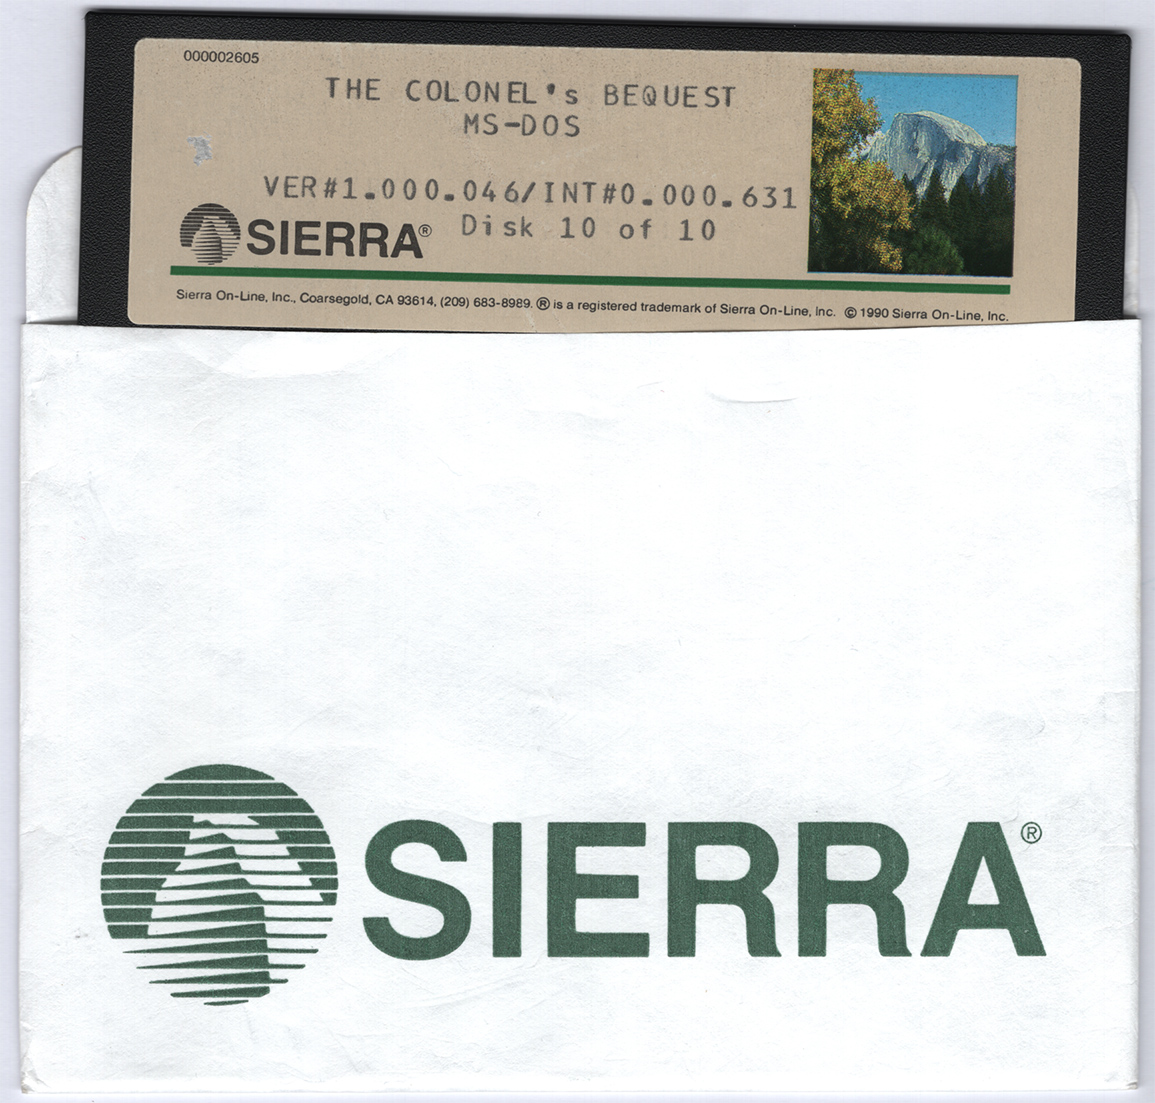 000002605
THE COLONEL's BEQUEST
MS-DOS
VER#1.000.046/INT#0.000.631
SIERRA® Disk 10 of 10
Sierra On-Line, Inc., Coarsegold, CA 93614, (209) 683-8989. ® is a registered trademark of Sierra On-Line, Inc. © 1990 Sierra On-Line, Inc.
SIERRA®